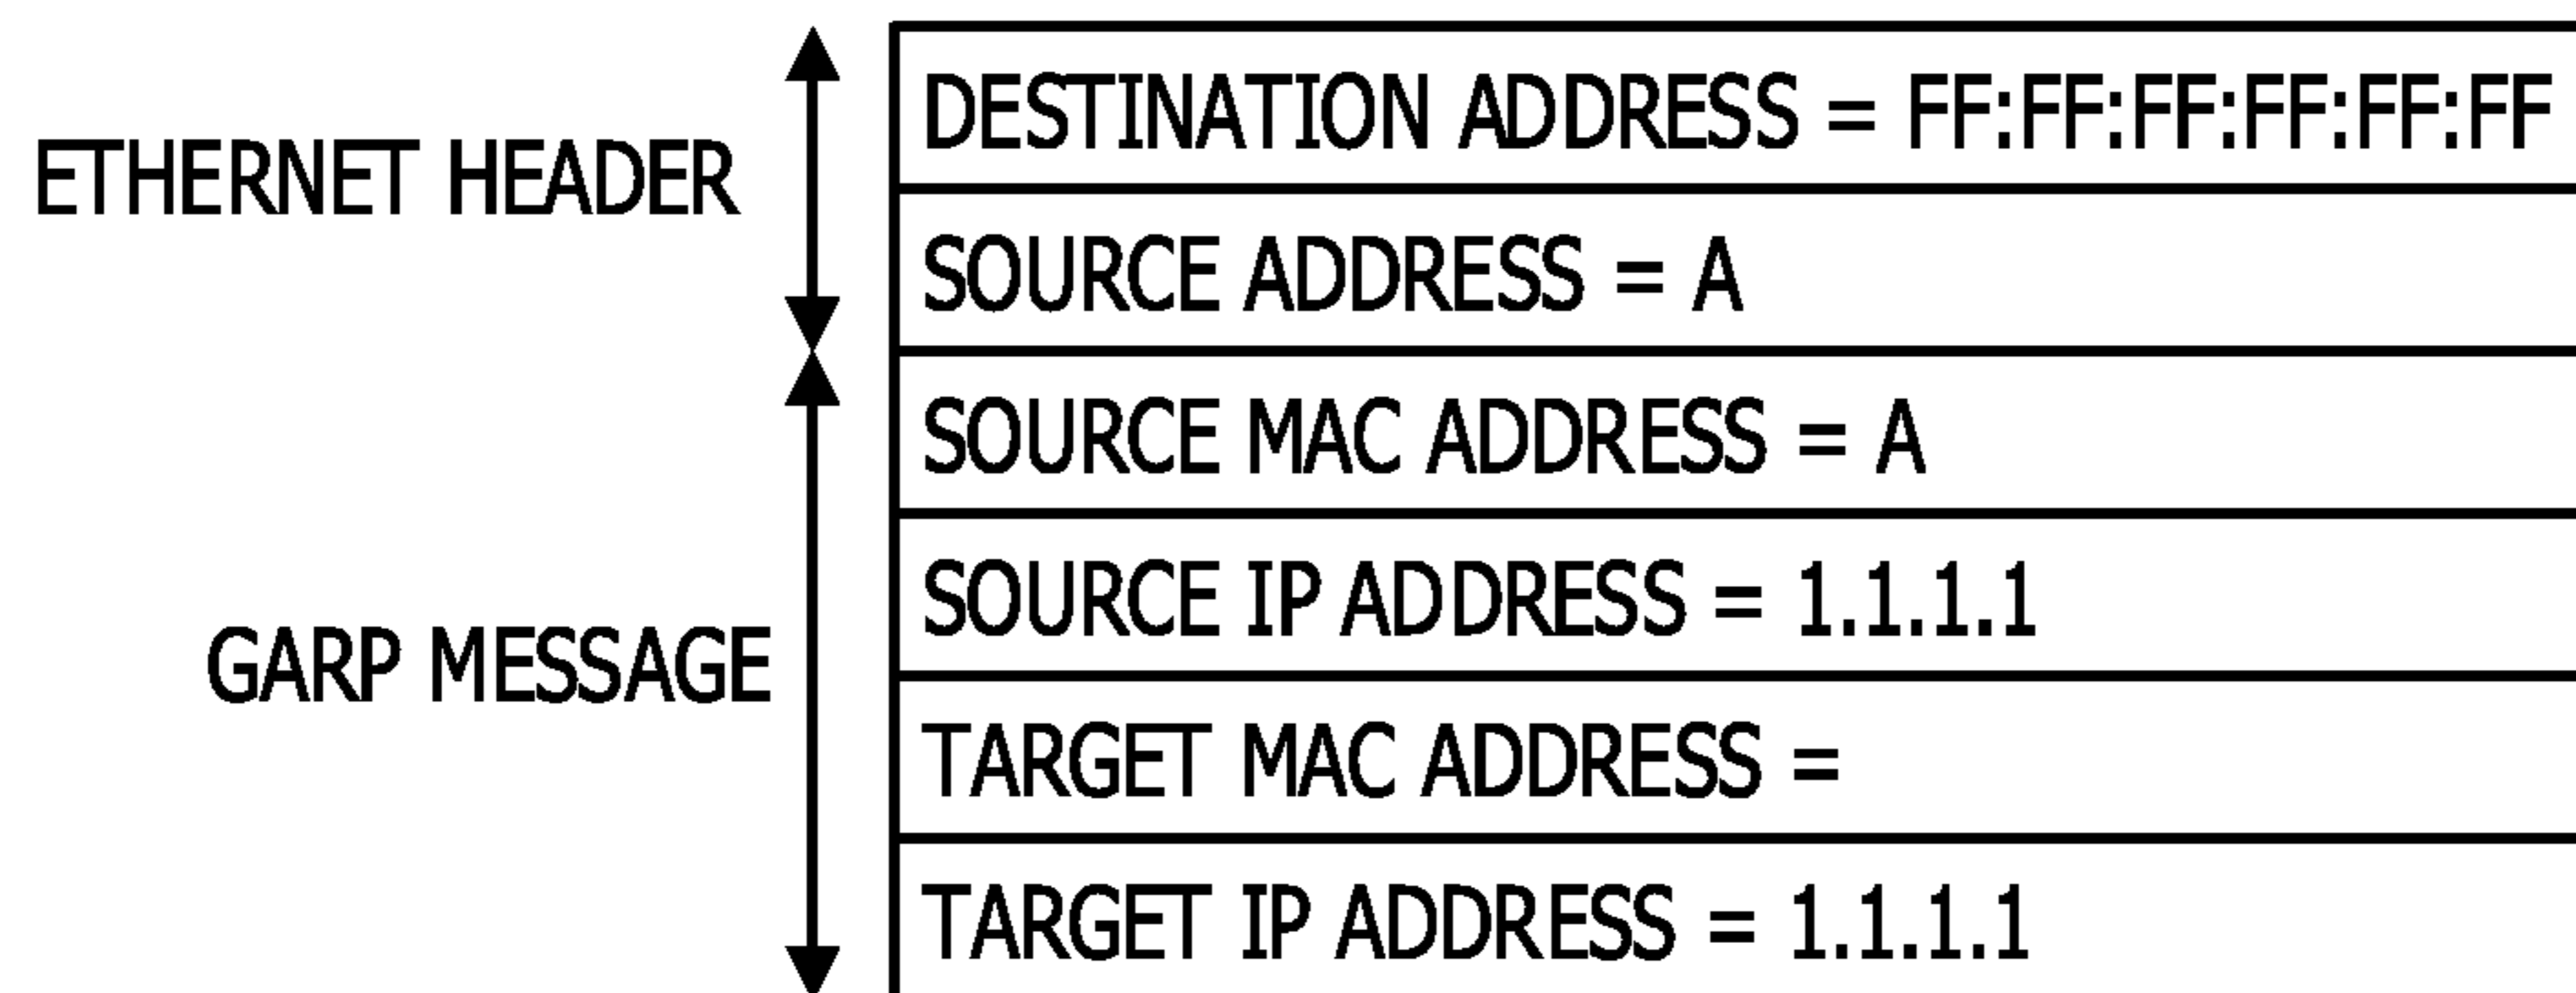 ETHERNET HEADER
DESTINATION ADDRESS = FF:FF:FF:FF:FF:FF
SOURCE ADDRESS = A
GARP MESSAGE
SOURCE MAC ADDRESS = A
SOURCE IP ADDRESS = 1.1.1.1
TARGET MAC ADDRESS =
TARGET IP ADDRESS = 1.1.1.1